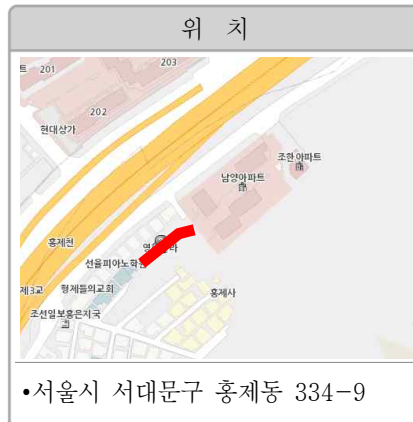 위 치
203
201
202
현대상가
조한아파트
남양아파트
홍제천
선율피아노학원
제3교
형제들의교회
홍제사
조선일보홍은지국
•서울시 서대문구 홍제동 334-9